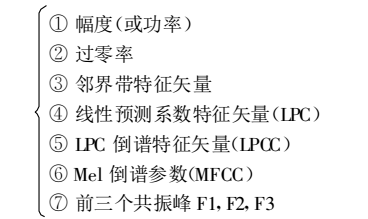 ① 幅度(或功率)
② 过零率
③ 邻界带特征矢量
④ 线性预测系数特征矢量(LPC)
⑤ LPC 倒谱特征矢量(LPCC)
⑥ Mel 倒谱参数(MFCC)
⑦ 前三个共振峰 F1, F2, F3